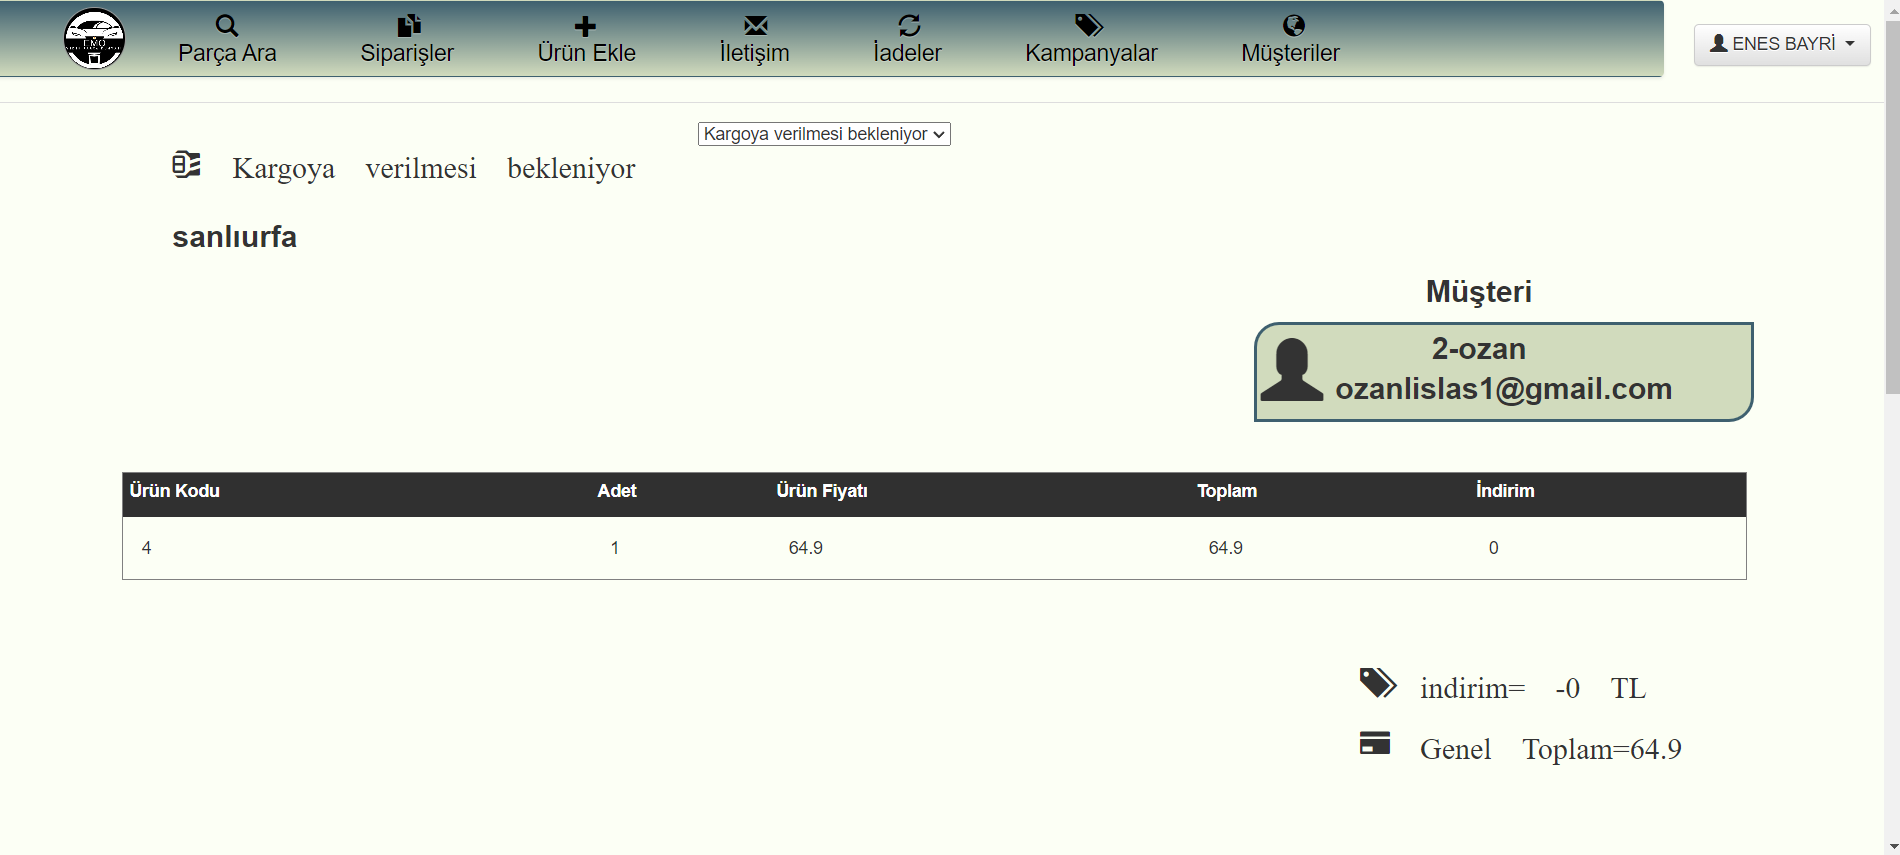 EMO
Parça Ara Siparişler Ürün Ekle İletişim İadeler Kampanyalar Müşteriler
ENES BAYRİ
Kargoya verilmesi bekleniyor
Kargoya verilmesi bekleniyor
sanlıurfa
Müşteri
2-ozan
ozanlislas1@gmail.com
Ürün Kodu Adet Ürün Fiyatı Toplam İndirim
4 1 64.9 64.9 0
indirim= -0 TL
Genel Toplam=64.9